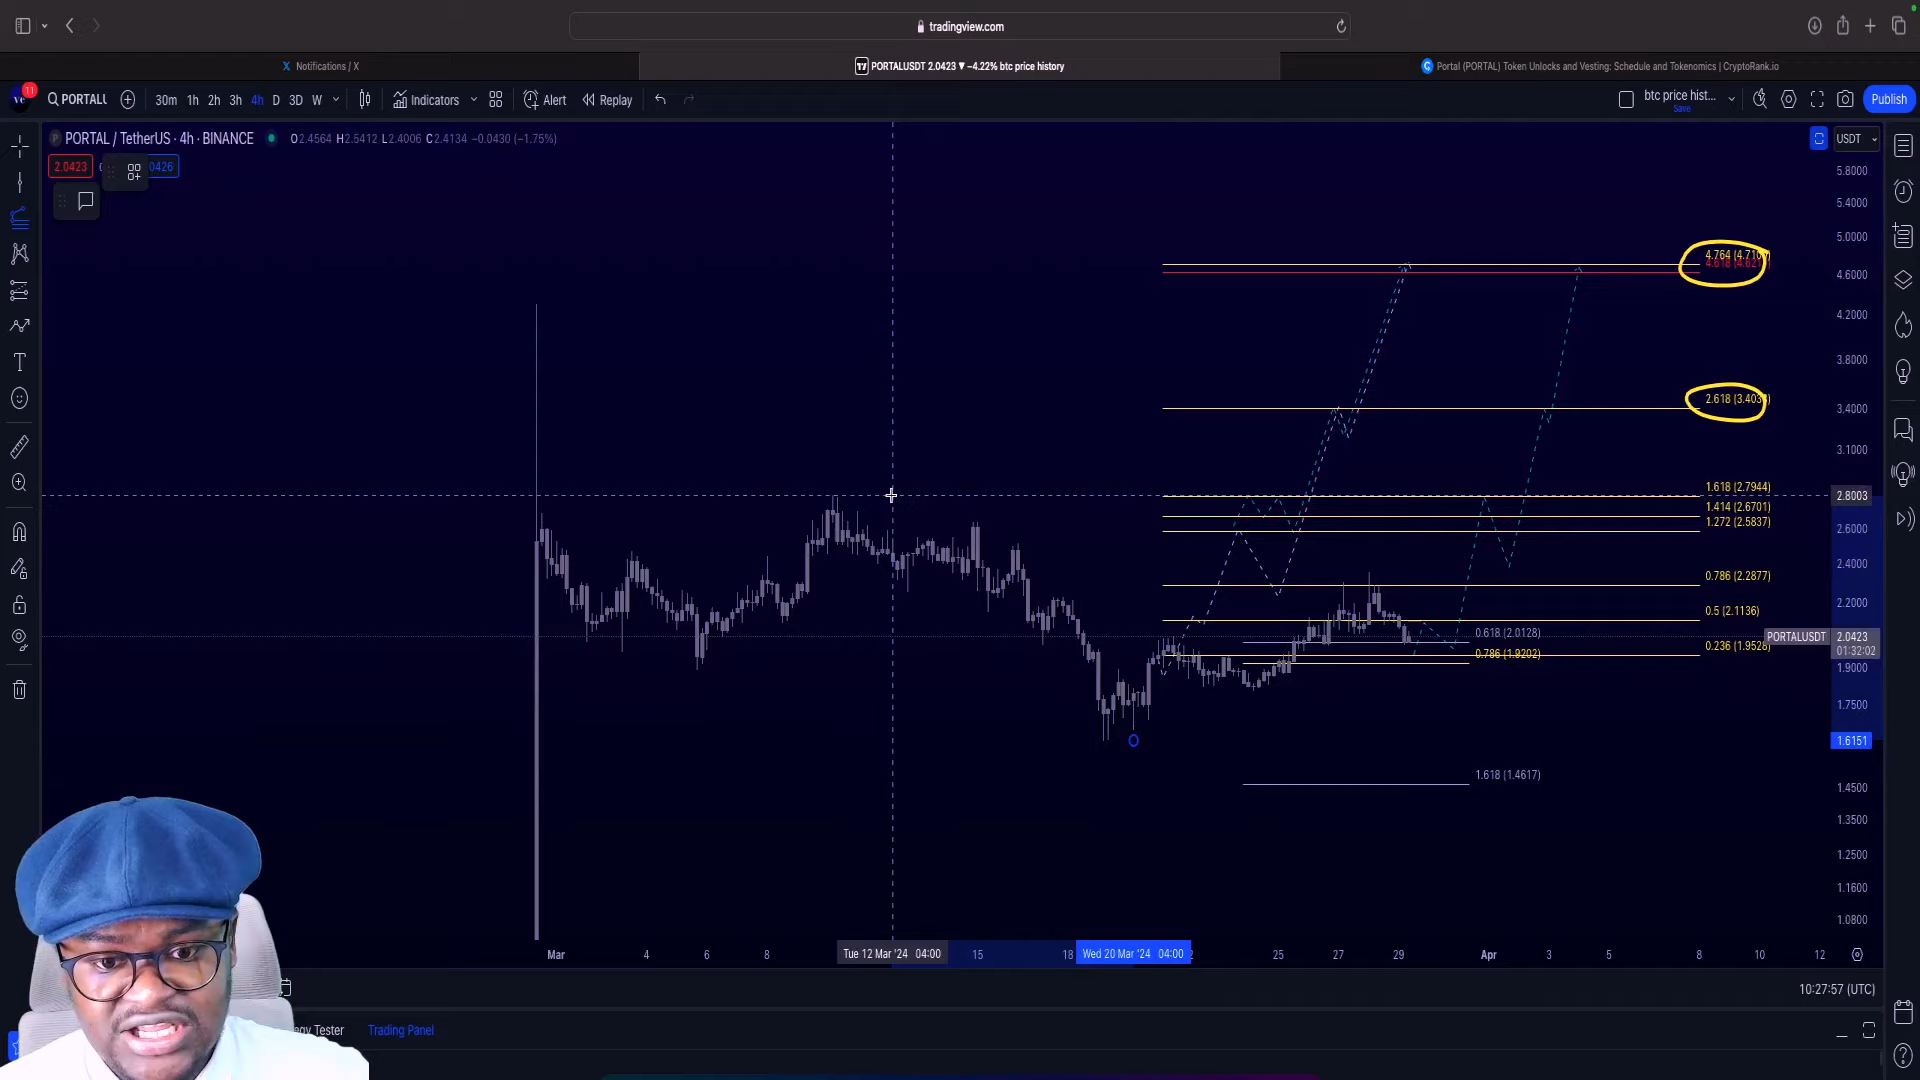 tradingview.com
Notifications / X
PORTALUSDT 2.0423 ▼ −4.22% btc price history
Portal (PORTAL) Token Unlocks and Vesting: Schedule and Tokenomics | CryptoRank.io
11
PORTALU
30m 1h 2h 3h 4h D 3D W
Indicators
Alert
Replay
btc price hist...
Save
Publish
PORTAL / TetherUS · 4h · BINANCE
O2.4564 H2.5412 L2.4006 C2.4134 −0.0430 (−1.75%)
USDT
2.0423
0426
5.8000
5.4000
5.0000
4.6000
4.2000
3.8000
3.4000
3.1000
2.8003
2.6000
2.4000
2.2000
PORTALUSDT 2.0423
01:32:02
1.9000
1.7500
1.6151
1.4500
1.3500
1.2500
1.1600
1.0800
2.618
1.618 (2.7944)
1.414 (2.6701)
1.272 (2.5837)
0.786 (2.2877)
0.5 (2.1136)
0.618 (2.0128)
0.236 (1.9528)
0.786 (1.9202)
1.618 (1.4617)
Mar 4 6 8 Tue 12 Mar '24 04:00 15 18 Wed 20 Mar '24 04:00 25 27 29 Apr 3 5 8 10 12
10:27:57 (UTC)
Tester
Trading Panel